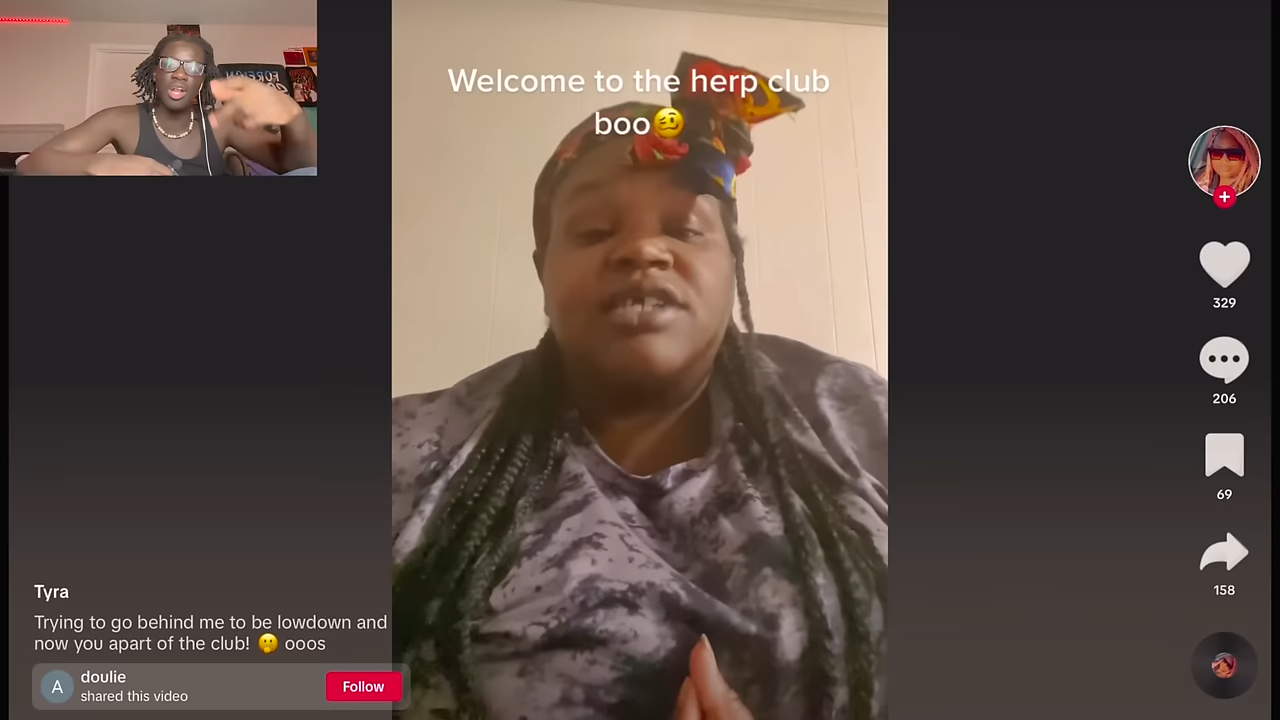 Welcome to the herp club
boo🥴
329
206
69
158
Tyra
Trying to go behind me to be lowdown and
now you apart of the club! 🤫 ooos
A
doulie
shared this video
Follow